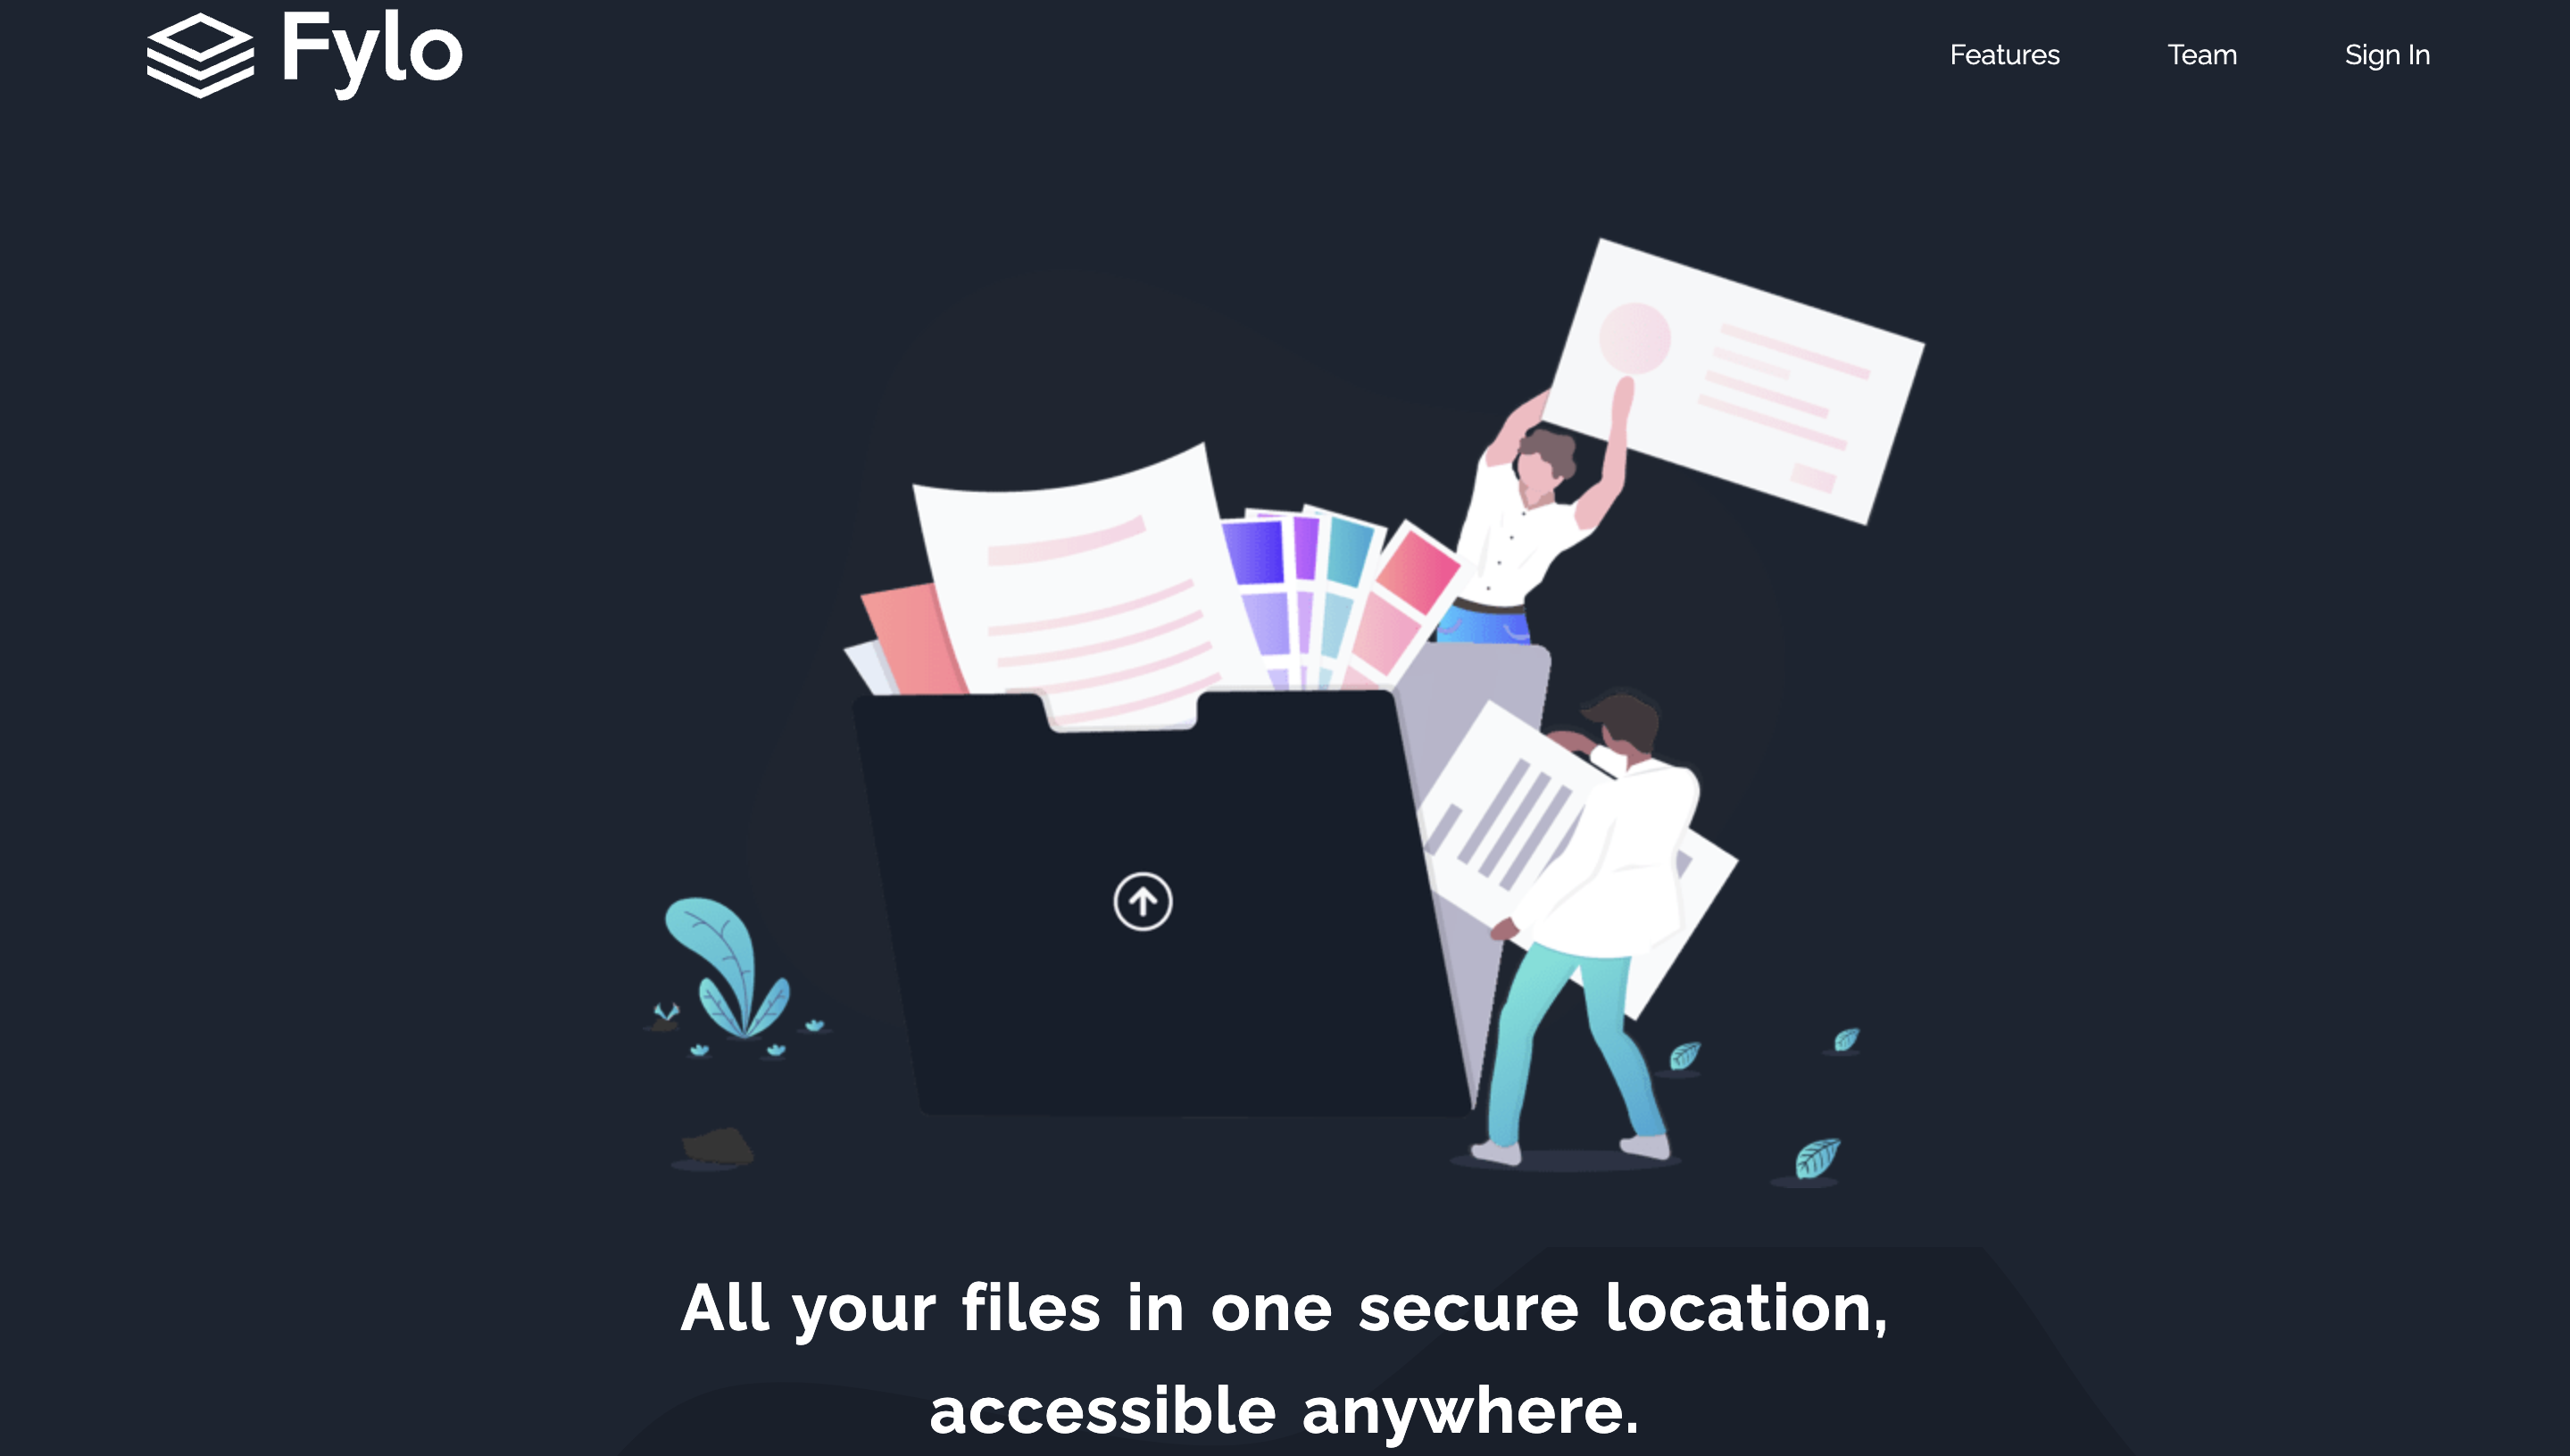 Fylo
Features Team Sign In
All your files in one secure location,
accessible anywhere.